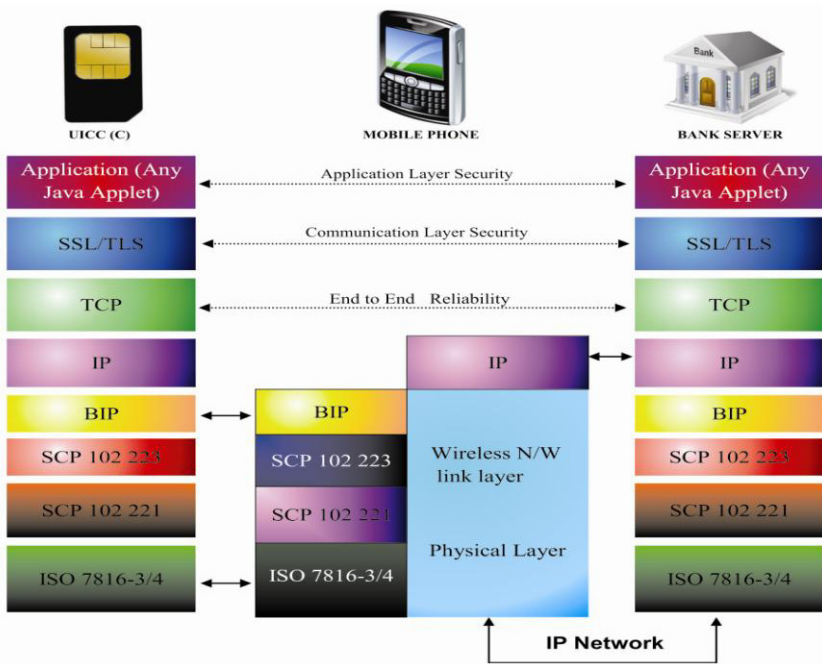 Bank
UICC (C)
MOBILE PHONE
BANK SERVER
Application (Any
Java Applet)
Application Layer Security
Application (Any
Java Applet)
SSL/TLS
Communication Layer Security
SSL/TLS
TCP
End to End Reliability
TCP
IP
IP
IP
BIP
BIP
BIP
SCP 102 223
SCP 102 223
Wireless N/W
link layer
SCP 102 223
SCP 102 221
SCP 102 221
Physical Layer
SCP 102 221
ISO 7816-3/4
ISO 7816-3/4
ISO 7816-3/4
IP Network